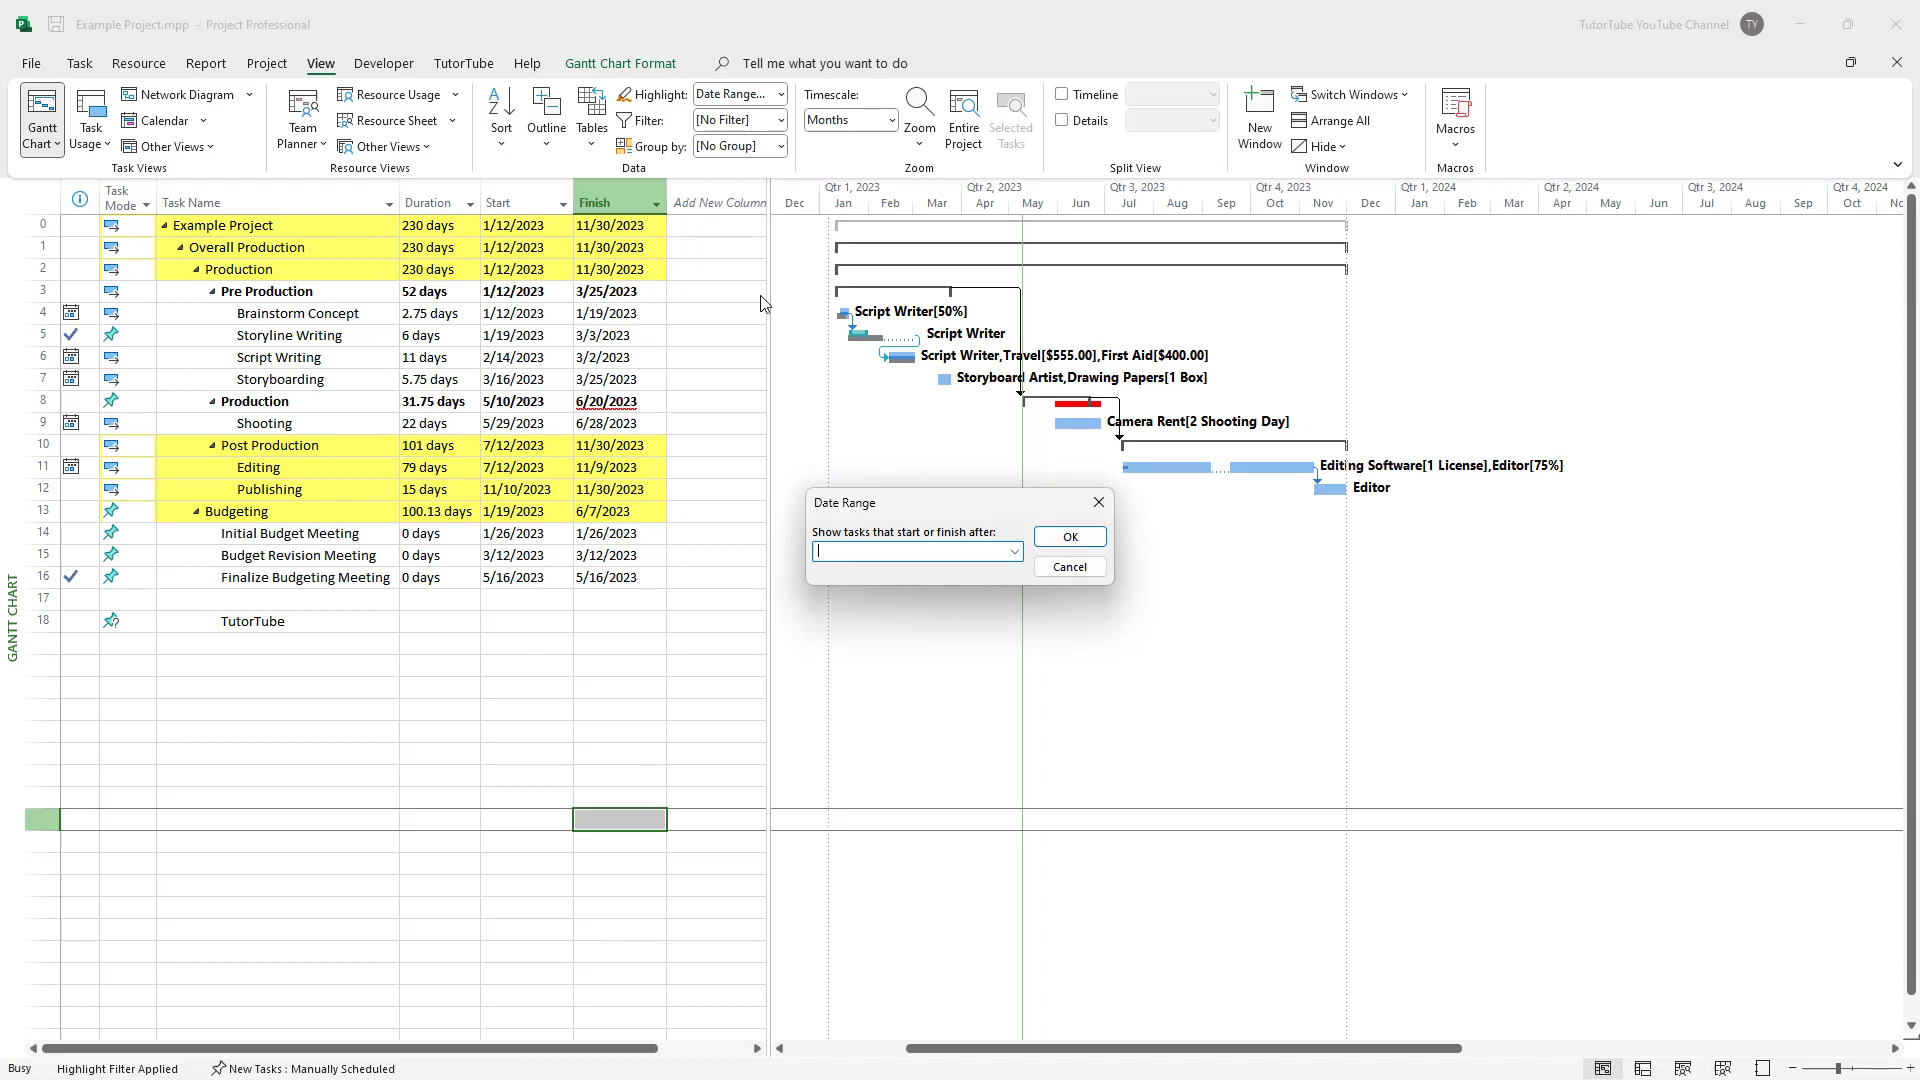 Example Project.mpp - Project Professional
TutorTube YouTube Channel
TY
File Task Resource Report Project View Developer TutorTube Help Gantt Chart Format Tell me what you want to do
Gantt Chart
Task Usage
Network Diagram
Calendar
Other Views
Task Views
Team Planner
Resource Usage
Resource Sheet
Other Views
Resource Views
Sort
Outline
Tables
Highlight: Date Range...
Filter: [No Filter]
Group by: [No Group]
Data
Timescale:
Months
Zoom
Entire Project
Selected Tasks
Zoom
Timeline
Details
Split View
New Window
Switch Windows
Arrange All
Hide
Window
Macros
Macros
Task Mode Task Name Duration Start Finish Add New Column
Qtr 1, 2023 Qtr 2, 2023 Qtr 3, 2023 Qtr 4, 2023 Qtr 1, 2024 Qtr 2, 2024 Qtr 3, 2024 Qtr 4, 2024
Dec Jan Feb Mar Apr May Jun Jul Aug Sep Oct Nov Dec Jan Feb Mar Apr May Jun Jul Aug Sep Oct
0 Example Project 230 days 1/12/2023 11/30/2023
1 Overall Production 230 days 1/12/2023 11/30/2023
2 Production 230 days 1/12/2023 11/30/2023
3 Pre Production 52 days 1/12/2023 3/25/2023
4 Brainstorm Concept 2.75 days 1/12/2023 1/19/2023 Script Writer[50%]
5 Storyline Writing 6 days 1/19/2023 3/3/2023 Script Writer
6 Script Writing 11 days 2/14/2023 3/2/2023 Script Writer,Travel[$555.00],First Aid[$400.00]
7 Storyboarding 5.75 days 3/16/2023 3/25/2023 Storyboard Artist,Drawing Papers[1 Box]
8 Production 31.75 days 5/10/2023 6/20/2023
9 Shooting 22 days 5/29/2023 6/28/2023 Camera Rent[2 Shooting Day]
10 Post Production 101 days 7/12/2023 11/30/2023
11 Editing 79 days 7/12/2023 11/9/2023 Editing Software[1 License],Editor[75%]
12 Publishing 15 days 11/10/2023 11/30/2023 Editor
13 Budgeting 100.13 days 1/19/2023 6/7/2023
14 Initial Budget Meeting 0 days 1/26/2023 1/26/2023
15 Budget Revision Meeting 0 days 3/12/2023 3/12/2023
16 Finalize Budgeting Meeting 0 days 5/16/2023 5/16/2023
17
18 TutorTube
Date Range
Show tasks that start or finish after:
OK
Cancel
GANTT CHART
Busy Highlight Filter Applied New Tasks : Manually Scheduled